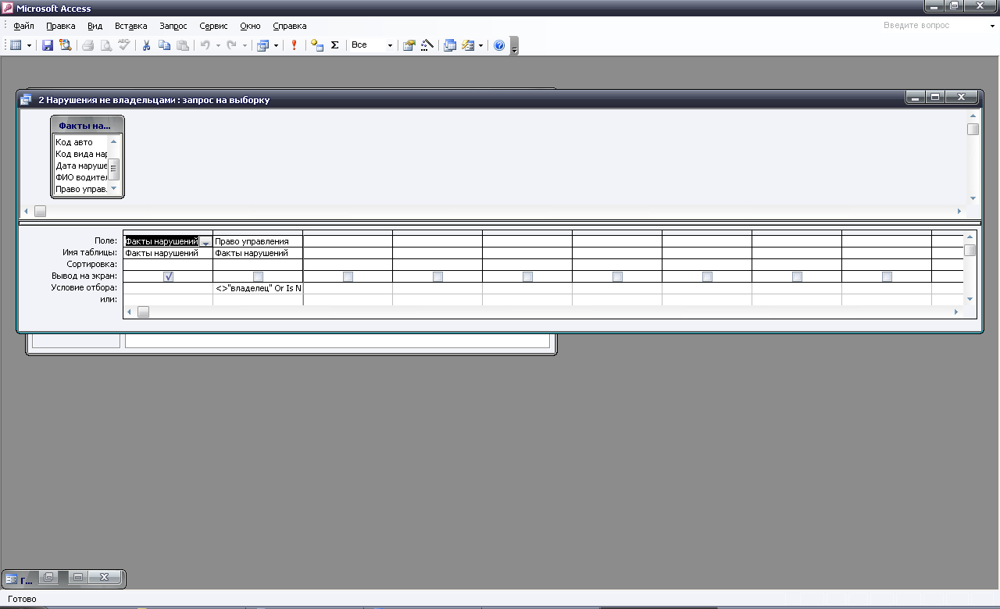 Microsoft Access
Файл Правка Вид Вставка Запрос Сервис Окно Справка Введите вопрос
ABC Все
2 Нарушения не владельцами : запрос на выборку
Факты на...
Код авто
Код вида нар
Дата наруше
ФИО водител
Право управ.
Поле: Факты нарушений Право управления
Имя таблицы: Факты нарушений Факты нарушений
Сортировка:
Вывод на экран:
Условие отбора: <>"владелец" Or Is N
или:
Г...
Готово